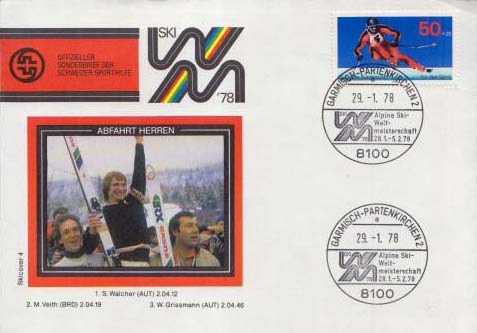 OFFIZIELLER
SONDERBRIEF DER
SCHWEIZER SPORTHILFE
SKI
'78
50
ABFAHRT HERREN
Skicover 4
1. S. Walcher (AUT) 2.04.12
2. M. Veith (BRD) 2.04.19 3. W. Grissmann (AUT) 2.04.46
GARMISCH-PARTENKIRCHEN 2
a
29. -1. 78
Alpine Ski-
Welt-
meisterschaft
28.1.-5.2.78
8100
GARMISCH-PARTENKIRCHEN 2
a
29. -1. 78
Alpine Ski-
Welt-
meisterschaft
28.1.-5.2.78
8100